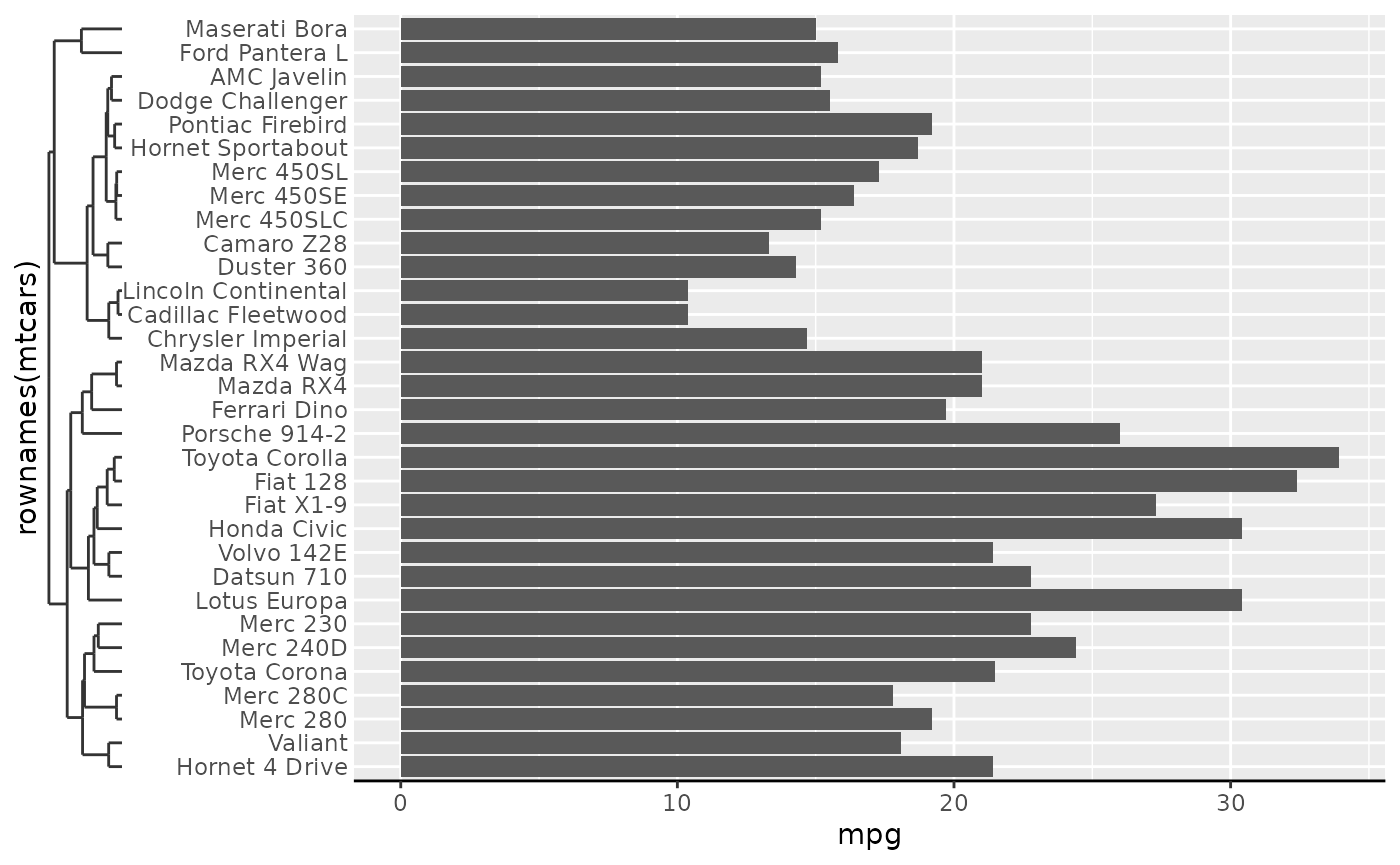 rownames(mtcars)
Maserati Bora
Ford Pantera L
AMC Javelin
Dodge Challenger
Pontiac Firebird
Hornet Sportabout
Merc 450SL
Merc 450SE
Merc 450SLC
Camaro Z28
Duster 360
Lincoln Continental
Cadillac Fleetwood
Chrysler Imperial
Mazda RX4 Wag
Mazda RX4
Ferrari Dino
Porsche 914-2
Toyota Corolla
Fiat 128
Fiat X1-9
Honda Civic
Volvo 142E
Datsun 710
Lotus Europa
Merc 230
Merc 240D
Toyota Corona
Merc 280C
Merc 280
Valiant
Hornet 4 Drive
0 10 20 30
mpg